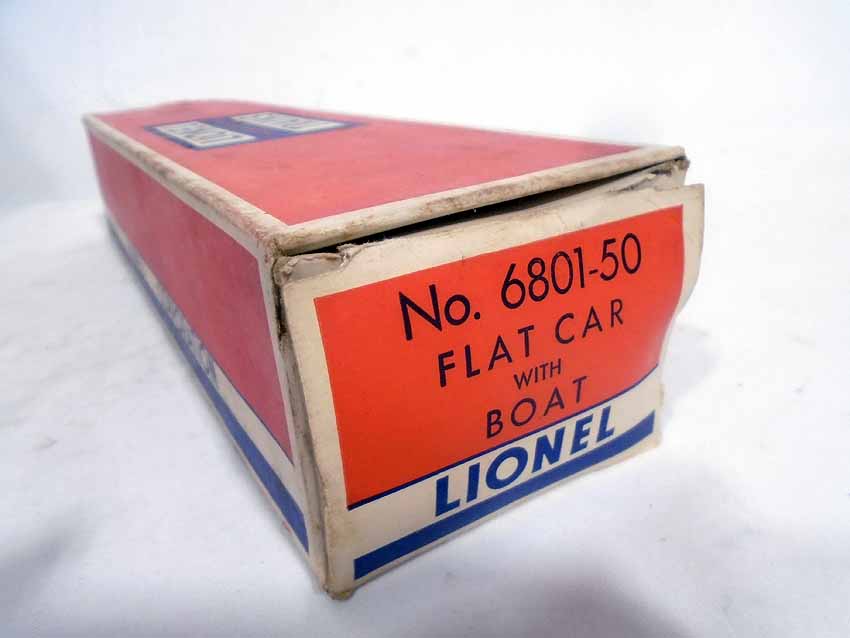 No. 6801-50
FLAT CAR
WITH
BOAT
LIONEL